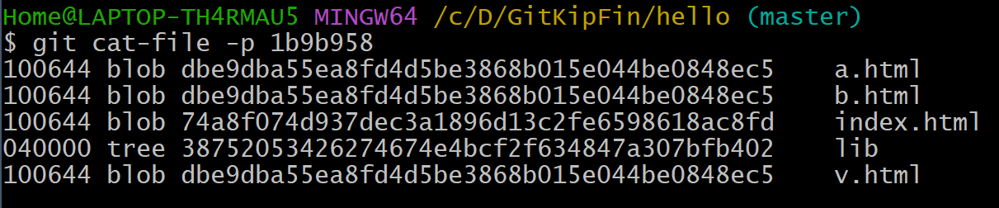 Home@LAPTOP-TH4RMAU5 MINGW64 /c/D/GitKipFin/hello (master)
$ git cat-file -p 1b9b958
100644 blob dbe9dba55ea8fd4d5be3868b015e044be0848ec5    a.html
100644 blob dbe9dba55ea8fd4d5be3868b015e044be0848ec5    b.html
100644 blob 74a8f074d937dec3a1896d13c2fe6598618ac8fd    index.html
040000 tree 38752053426274674e4bcf2f634847a307bfb402    lib
100644 blob dbe9dba55ea8fd4d5be3868b015e044be0848ec5    v.html